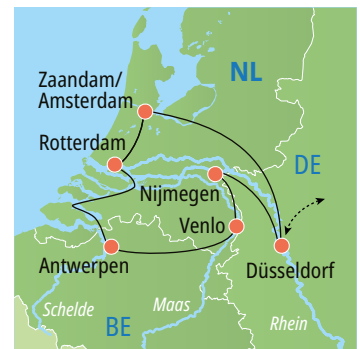 Zaandam/
Amsterdam
NL
Rotterdam
DE
Nijmegen
Venlo
Antwerpen
Düsseldorf
Schelde
Maas
BE
Rhein